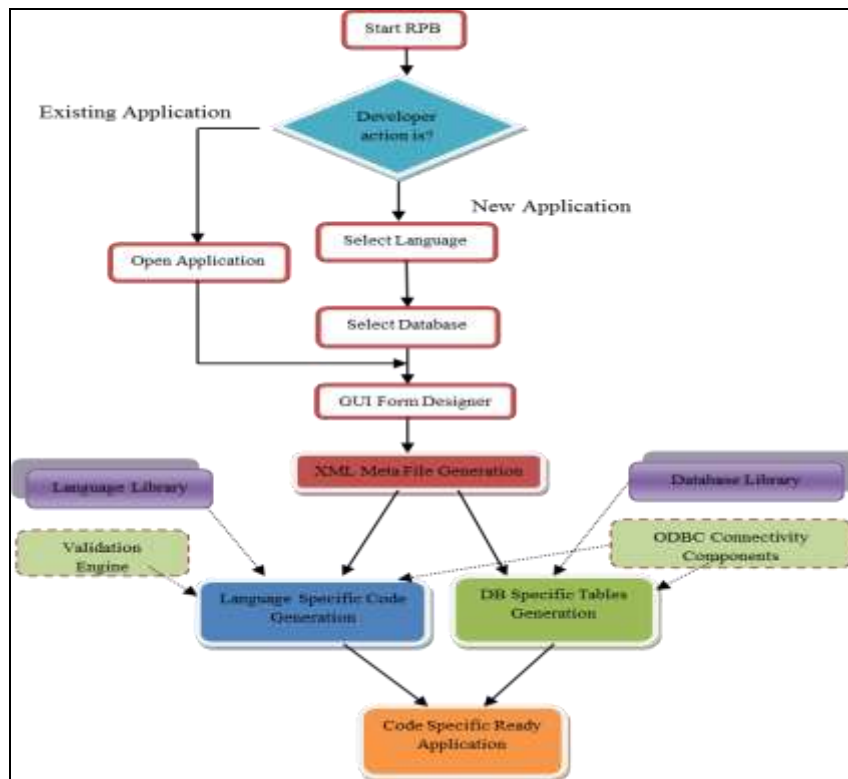 Start RPB
Developer
action is?
Existing Application
New Application
Select Language
Open Application
Select Database
GUI Form Designer
XML Meta File Generation
Language Library
Database Library
Validation
Engine
ODBC Connectivity
Components
Language Specific Code
Generation
DB Specific Tables
Generation
Code Specific Ready
Application